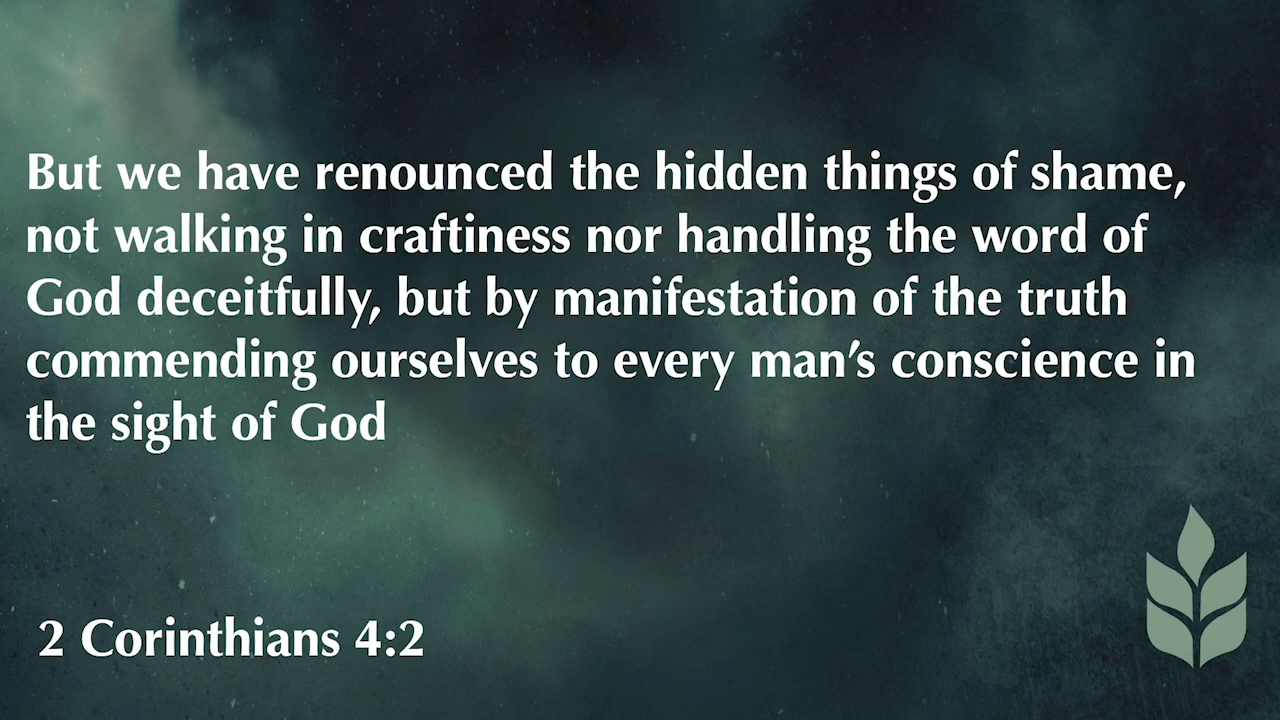 But we have renounced the hidden things of shame,
not walking in craftiness nor handling the word of
God deceitfully, but by manifestation of the truth
commending ourselves to every man’s conscience in
the sight of God
2 Corinthians 4:2